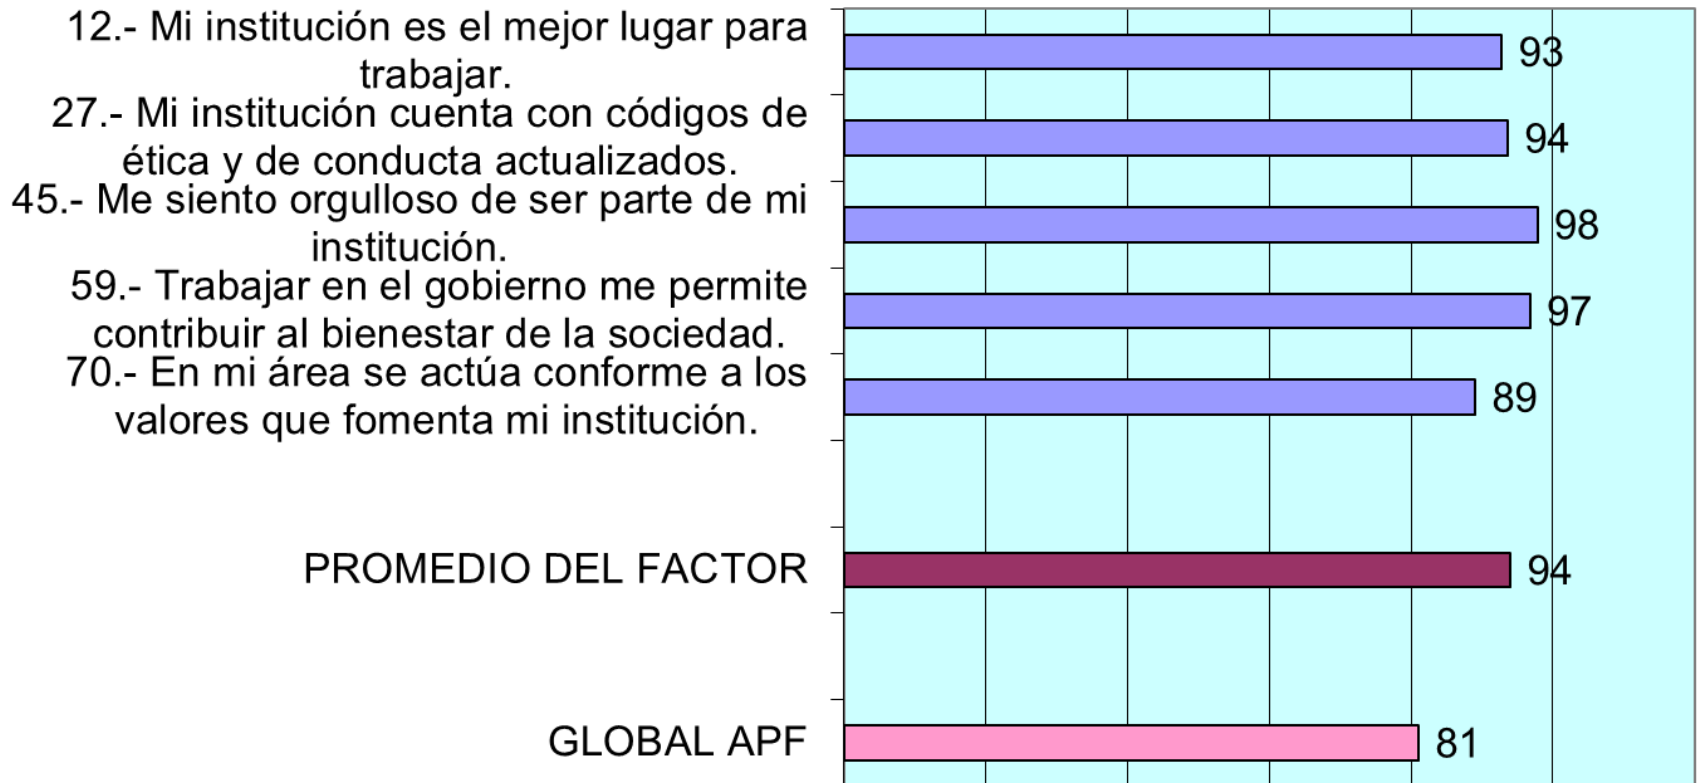 12.- Mi institución es el mejor lugar para
trabajar.
93
27.- Mi institución cuenta con códigos de
ética y de conducta actualizados.
94
45.- Me siento orgulloso de ser parte de mi
institución.
98
59.- Trabajar en el gobierno me permite
contribuir al bienestar de la sociedad.
97
70.- En mi área se actúa conforme a los
valores que fomenta mi institución.
89
PROMEDIO DEL FACTOR
94
GLOBAL APF
81